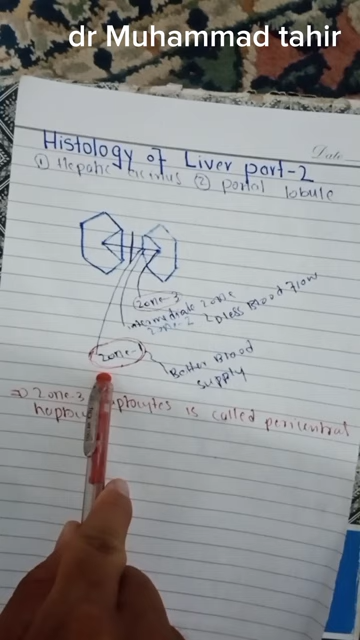 dr Muhammad tahir
Date
Histology of Liver part-2
① Hepatic acinus ② portal lobule
Zone-3
intermediate zone
zone-2
Less Blood Flow
Zone-1
Better Blood
supply
⇒ Zone-3
hepatocytes is called pericentral